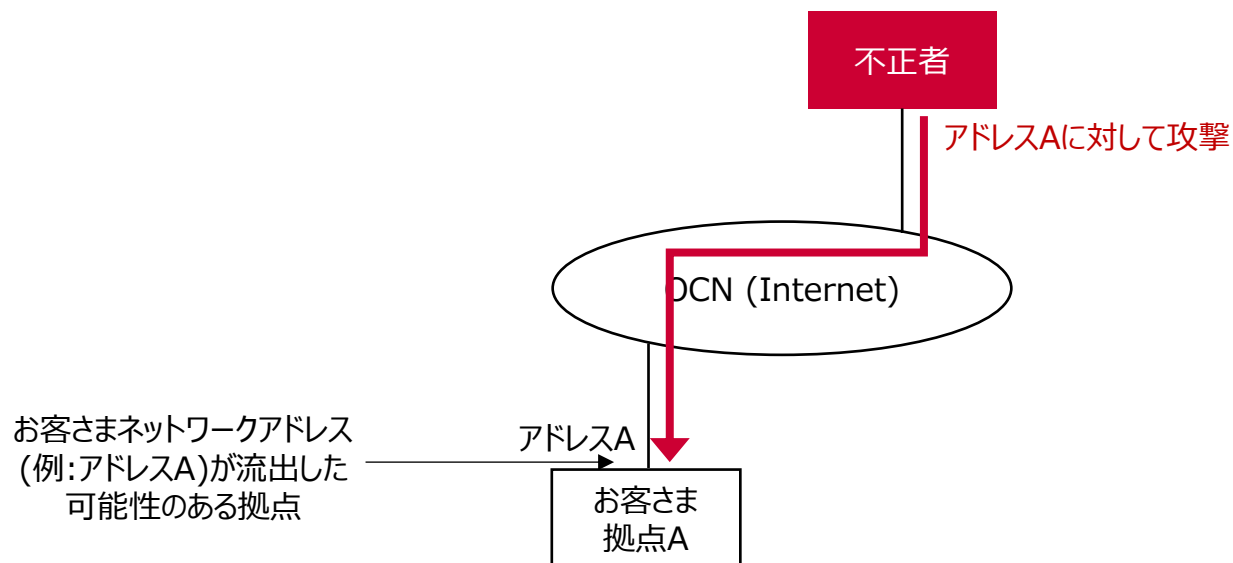 不正者
アドレスAに対して攻撃
OCN (Internet)
お客さまネットワークアドレス
(例:アドレスA)が流出した
可能性のある拠点
アドレスA
お客さま
拠点A